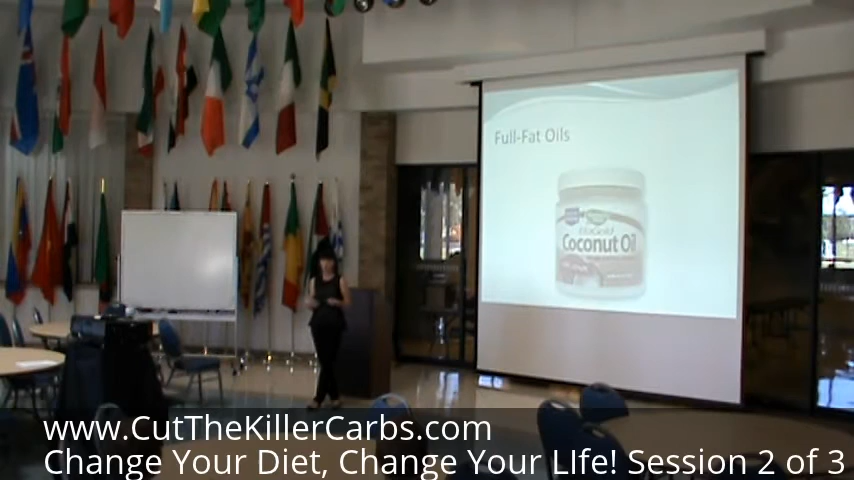 Full-Fat Oils
Coconut Oil
www.CutTheKillerCarbs.com
Change Your Diet, Change Your LIfe! Session 2 of 3